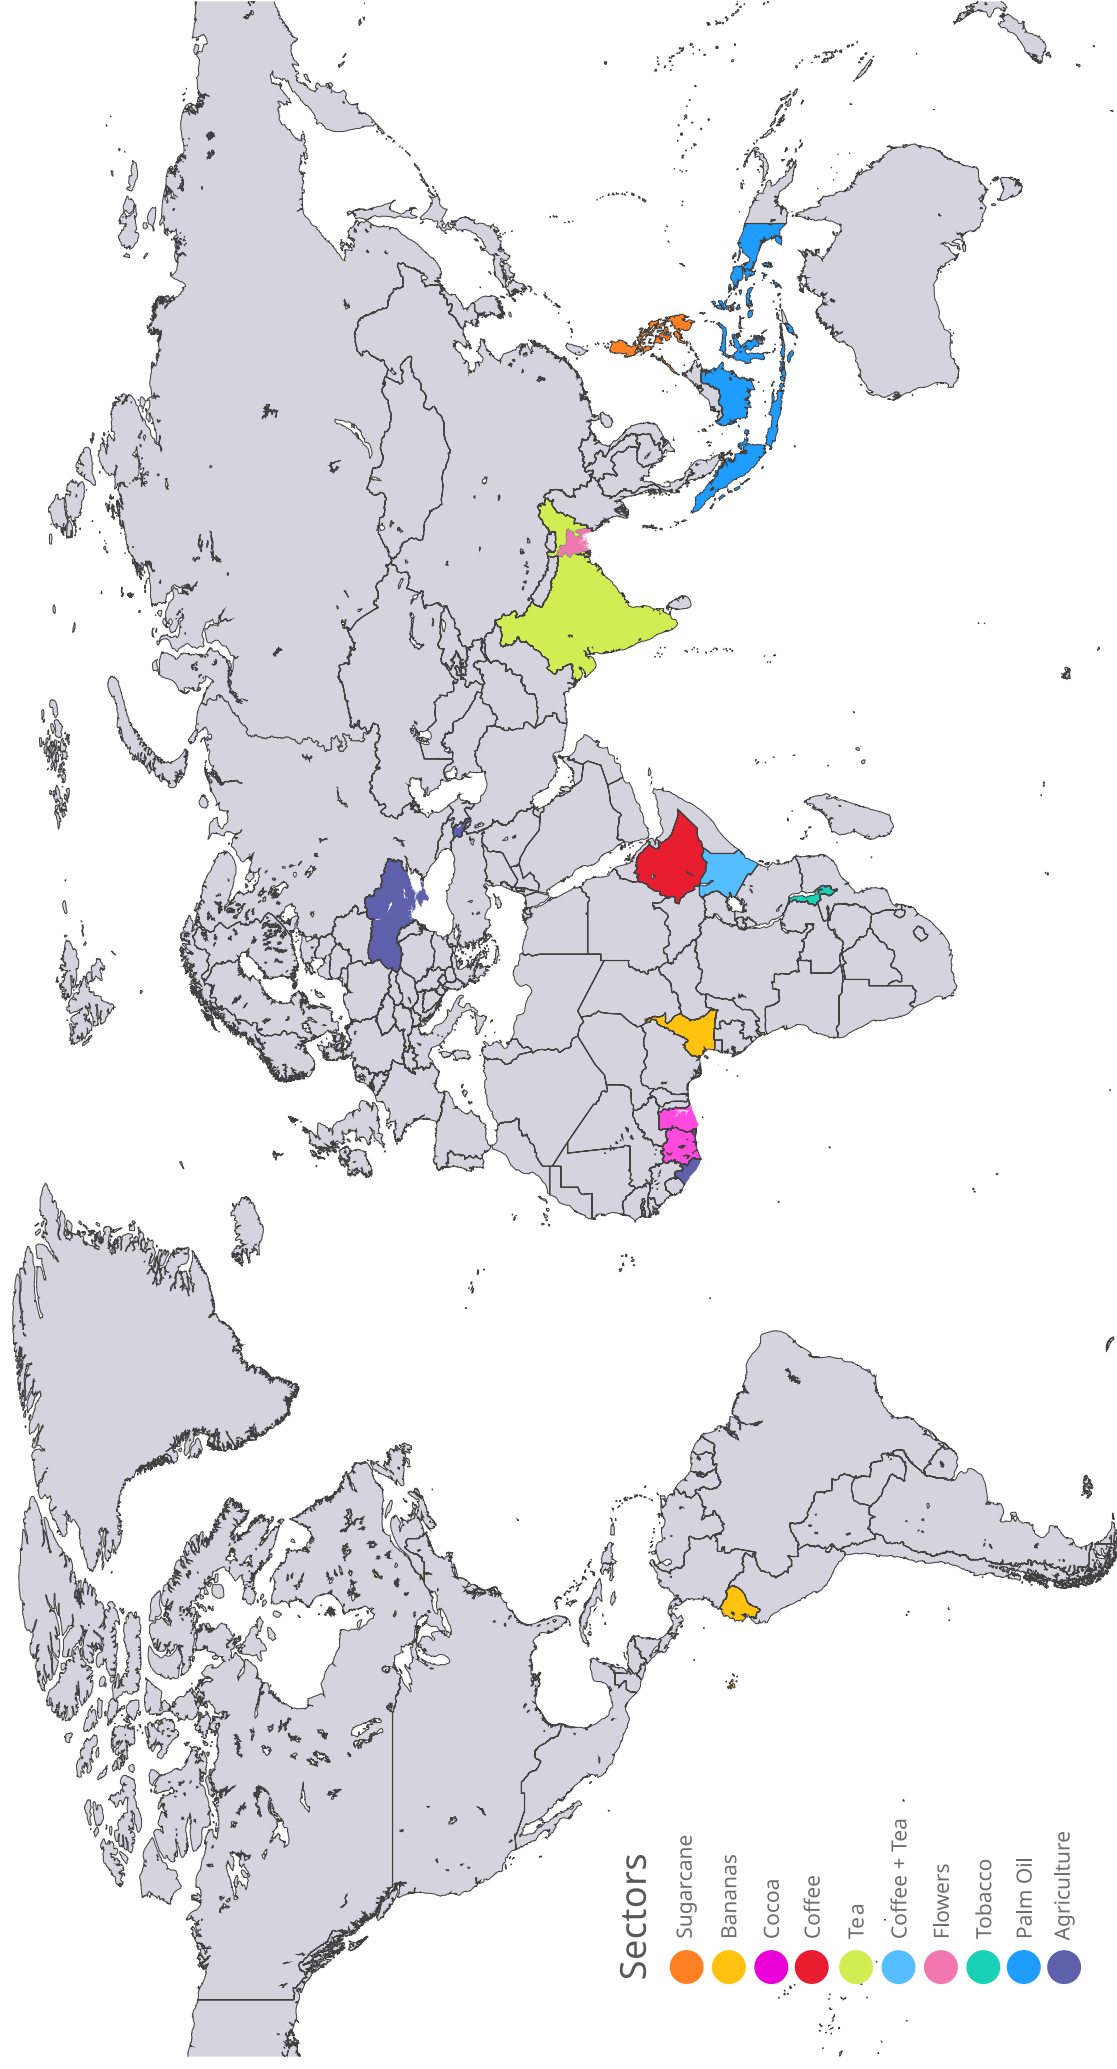 Sectors
Sugarcane
Bananas
Cocoa
Coffee
Tea
Coffee + Tea
Flowers
Tobacco
Palm Oil
Agriculture